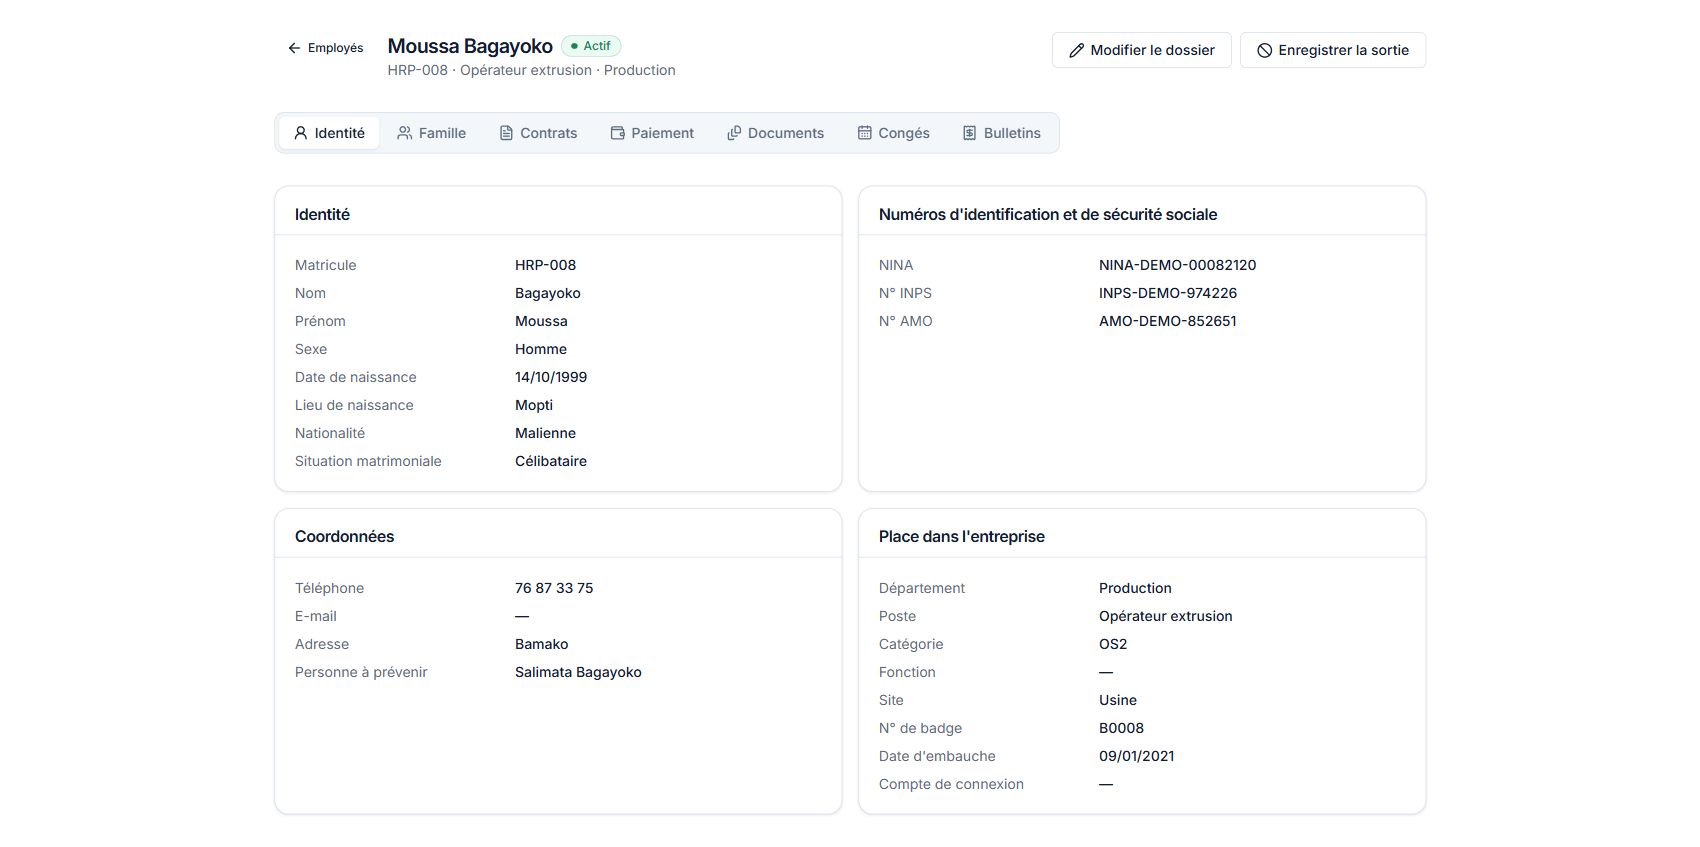 Employés
Moussa Bagayoko
Actif
HRP-008 · Opérateur extrusion · Production
Modifier le dossier
Enregistrer la sortie
Identité
Famille
Contrats
Paiement
Documents
Congés
Bulletins
Identité
Matricule HRP-008
Nom Bagayoko
Prénom Moussa
Sexe Homme
Date de naissance 14/10/1999
Lieu de naissance Mopti
Nationalité Malienne
Situation matrimoniale Célibataire
Numéros d'identification et de sécurité sociale
NINA NINA-DEMO-00082120
N° INPS INPS-DEMO-974226
N° AMO AMO-DEMO-852651
Coordonnées
Téléphone 76 87 33 75
E-mail —
Adresse Bamako
Personne à prévenir Salimata Bagayoko
Place dans l'entreprise
Département Production
Poste Opérateur extrusion
Catégorie OS2
Fonction —
Site Usine
N° de badge B0008
Date d'embauche 09/01/2021
Compte de connexion —